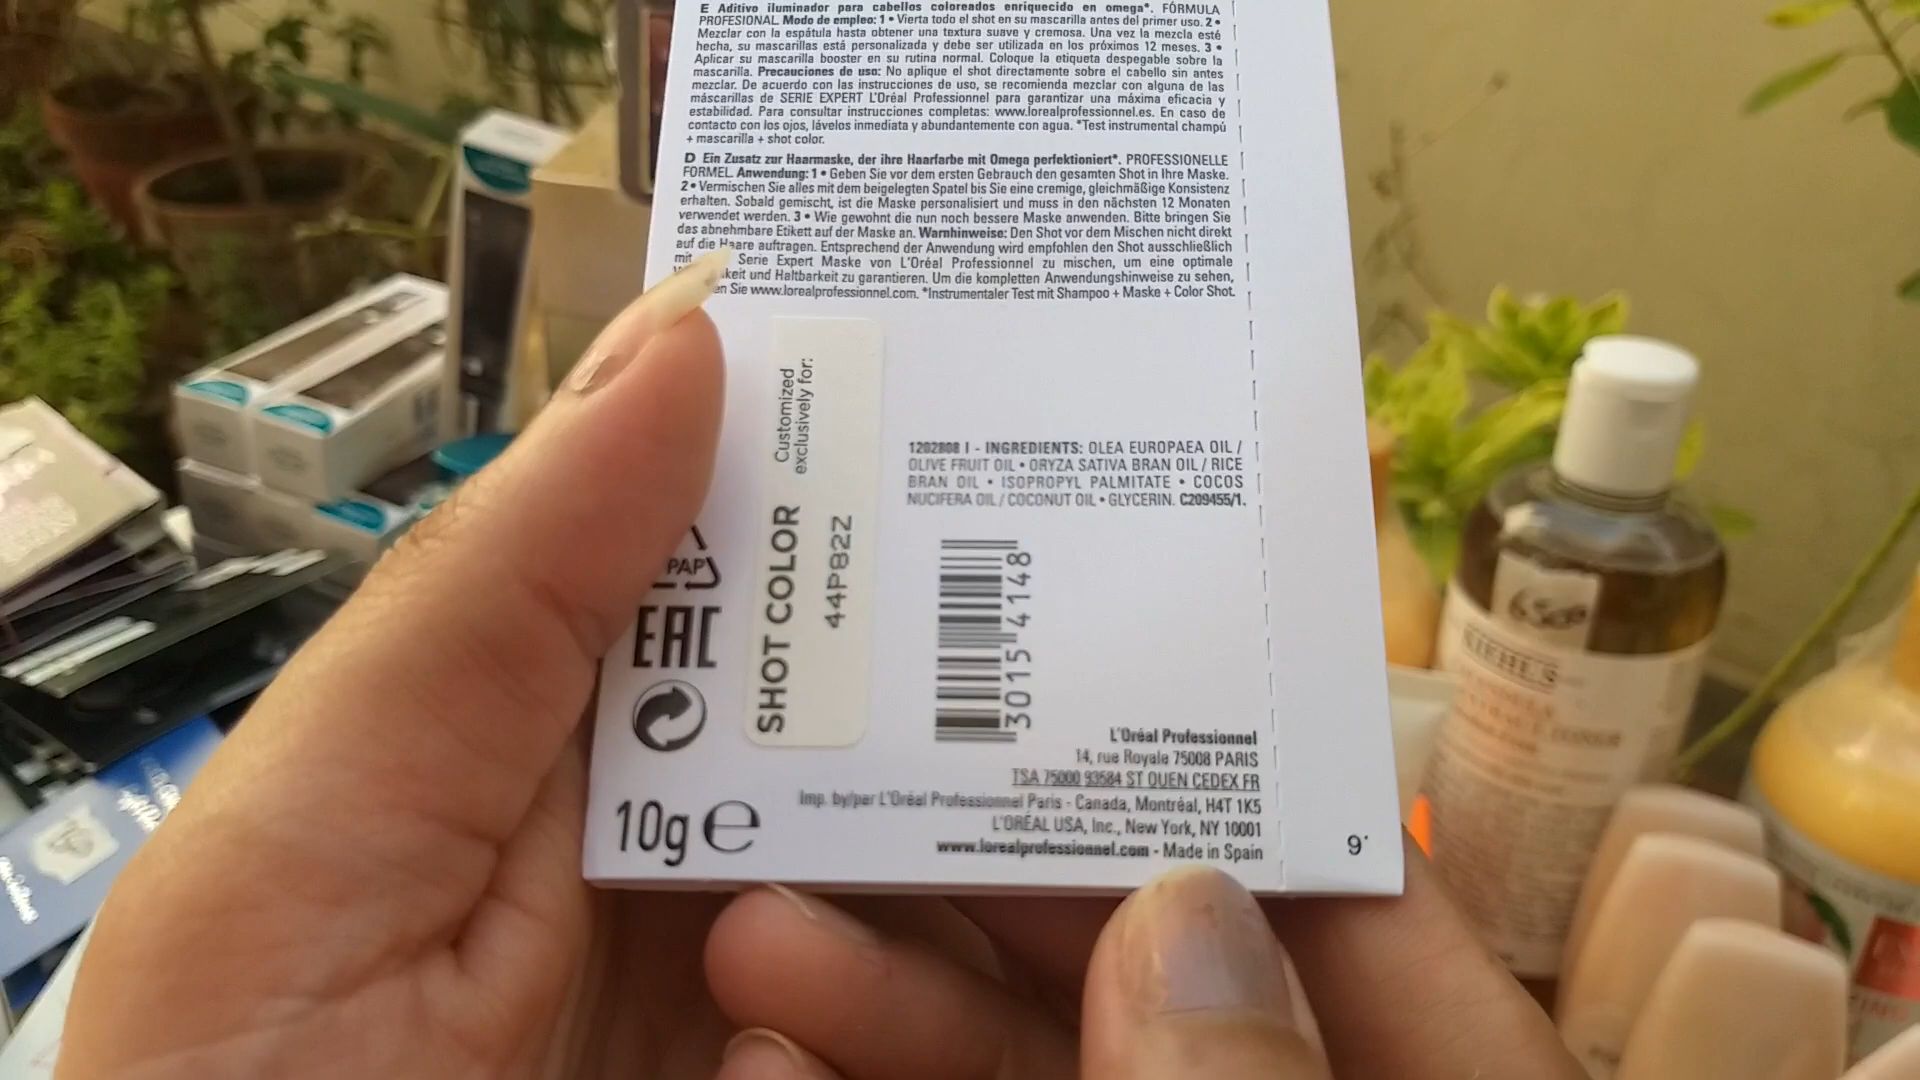 E Aditivo iluminador para cabellos coloreados enriquecido en omega*. FÓRMULA
PROFESIONAL. Modo de empleo: 1 • Vierta todo el shot en su mascarilla antes del primer uso. 2 •
Mezclar con la espátula hasta obtener una textura suave y cremosa. Una vez la mezcla esté
hecha, su mascarillas está personalizada y debe ser utilizada en los próximos 12 meses. 3 •
Aplicar su mascarilla booster en su rutina normal. Coloque la etiqueta despegable sobre la
mascarilla. Precauciones de uso: No aplique el shot directamente sobre el cabello sin antes
mezclar. De acuerdo con las instrucciones de uso, se recomienda mezclar con alguna de las
máscarillas de SERIE EXPERT L'Oréal Professionnel para garantizar una máxima eficacia y
estabilidad. Para consultar instrucciones completas: www.lorealprofessionnel.es. En caso de
contacto con los ojos, lávelos inmediata y abundantemente con agua. *Test instrumental champú
+ mascarilla + shot color.
D Ein Zusatz zur Haarmaske, der ihre Haarfarbe mit Omega perfektioniert*. PROFESSIONELLE
FORMEL. Anwendung: 1 • Geben Sie vor dem ersten Gebrauch den gesamten Shot in Ihre Maske.
2 • Vermischen Sie alles mit dem beigelegten Spatel bis Sie eine cremige, gleichmäßige Konsistenz
erhalten. Sobald gemischt, ist die Maske personalisiert und muss in den nächsten 12 Monaten
verwendet werden. 3 • Wie gewohnt die nun noch bessere Maske anwenden. Bitte bringen Sie
das abnehmbare Etikett auf der Maske an. Warnhinweise: Den Shot vor dem Mischen nicht direkt
auf die Haare auftragen. Entsprechend der Anwendung wird empfohlen den Shot ausschließlich
mit Serie Expert Maske von L'Oréal Professionnel zu mischen, um eine optimale
keit und Haltbarkeit zu garantieren. Um die kompletten Anwendungshinweise zu sehen,
en Sie www.lorealprofessionnel.com. *Instrumentaler Test mit Shampoo + Maske + Color Shot.
Customized
exclusively for:
SHOT COLOR
44P82Z
1202808 I - INGREDIENTS: OLEA EUROPAEA OIL /
OLIVE FRUIT OIL • ORYZA SATIVA BRAN OIL / RICE
BRAN OIL • ISOPROPYL PALMITATE • COCOS
NUCIFERA OIL / COCONUT OIL • GLYCERIN. C209455/1.
PAP
EAC
30154148
L'Oréal Professionnel
14, rue Royale 75008 PARIS
TSA 75000 93584 ST OUEN CEDEX FR
Imp. by/par L'Oréal Professionnel Paris - Canada, Montréal, H4T 1K5
L'ORÉAL USA, Inc., New York, NY 10001
www.lorealprofessionnel.com - Made in Spain
10g e
9*
KIEHL'S